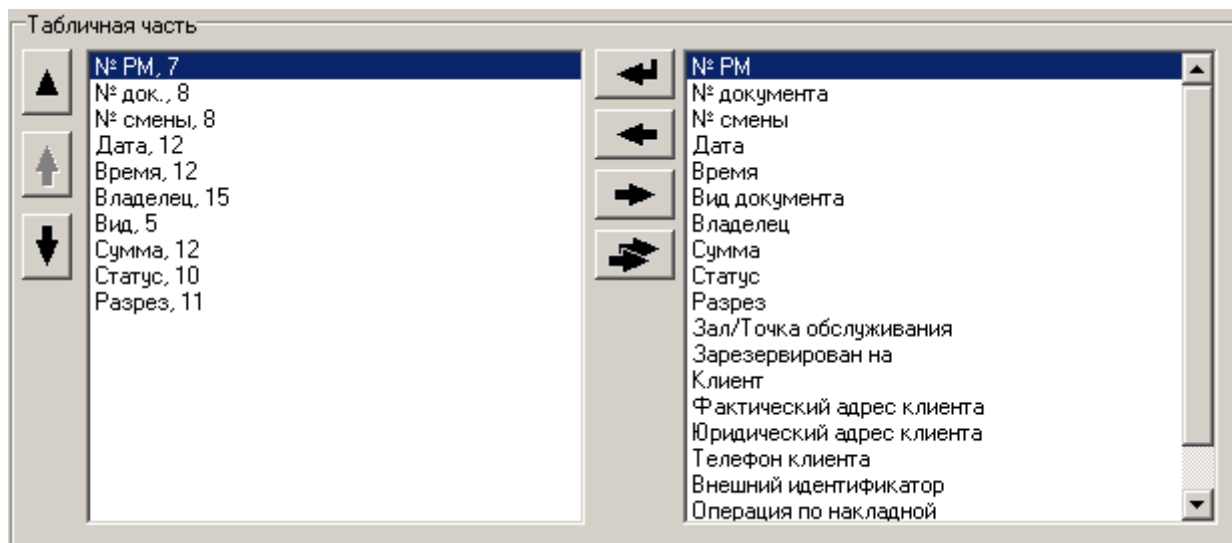 Табличная часть
№ РМ, 7
№ док., 8
№ смены, 8
Дата, 12
Время, 12
Владелец, 15
Вид, 5
Сумма, 12
Статус, 10
Разрез, 11
№ РМ
№ документа
№ смены
Дата
Время
Вид документа
Владелец
Сумма
Статус
Разрез
Зал/Точка обслуживания
Зарезервирован на
Клиент
Фактический адрес клиента
Юридический адрес клиента
Телефон клиента
Внешний идентификатор
Операция по накладной